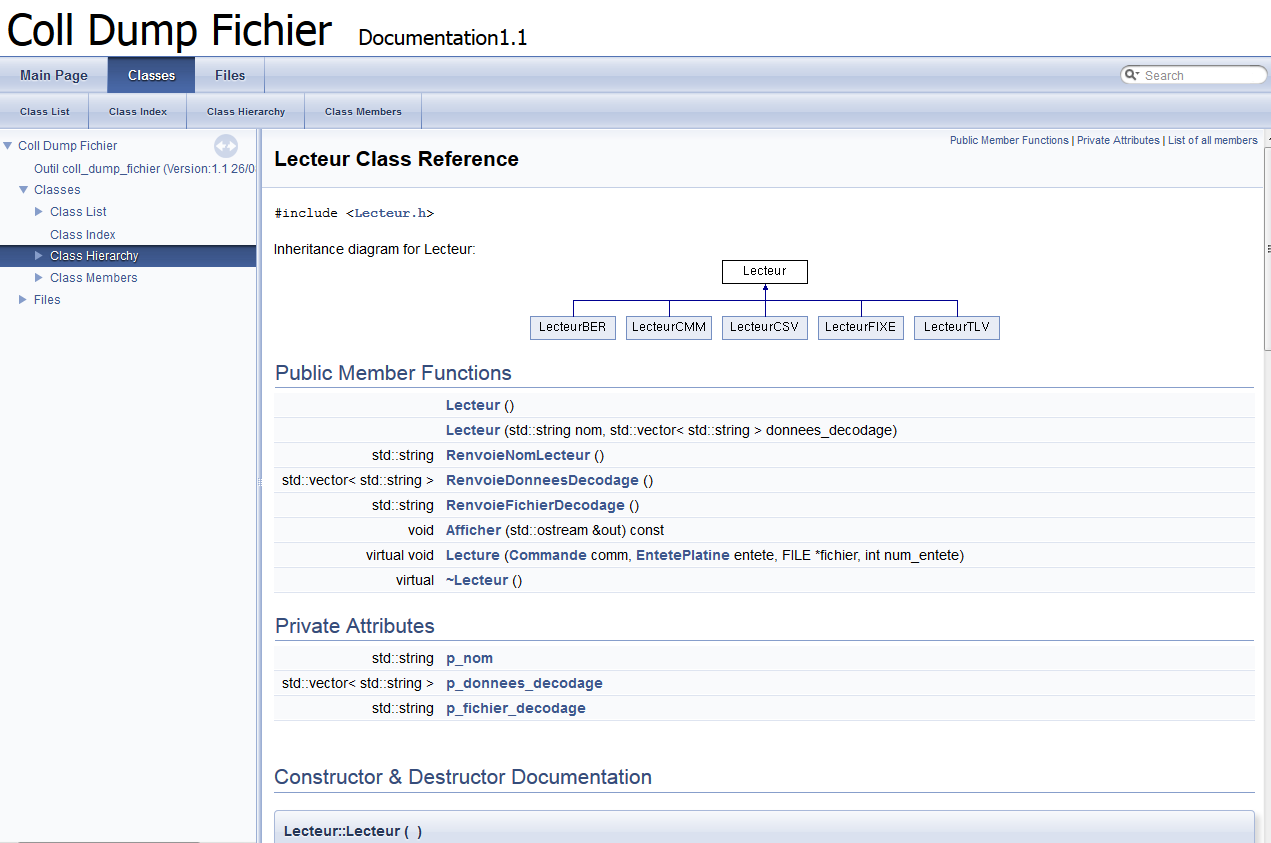 Coll Dump Fichier Documentation1.1
Main Page Classes Files Search
Class List Class Index Class Hierarchy Class Members
Coll Dump Fichier
Outil coll_dump_fichier (Version:1.1 26/0
Classes
Class List
Class Index
Class Hierarchy
Class Members
Files
Public Member Functions | Private Attributes | List of all members
Lecteur Class Reference
#include <Lecteur.h>
Inheritance diagram for Lecteur:
Lecteur
LecteurBER LecteurCMM LecteurCSV LecteurFIXE LecteurTLV
Public Member Functions
Lecteur ()
Lecteur (std::string nom, std::vector< std::string > donnees_decodage)
std::string RenvoieNomLecteur ()
std::vector< std::string > RenvoieDonneesDecodage ()
std::string RenvoieFichierDecodage ()
void Afficher (std::ostream &out) const
virtual void Lecture (Commande comm, EntetePlatine entete, FILE *fichier, int num_entete)
virtual ~Lecteur ()
Private Attributes
std::string p_nom
std::vector< std::string > p_donnees_decodage
std::string p_fichier_decodage
Constructor & Destructor Documentation
Lecteur::Lecteur ( )